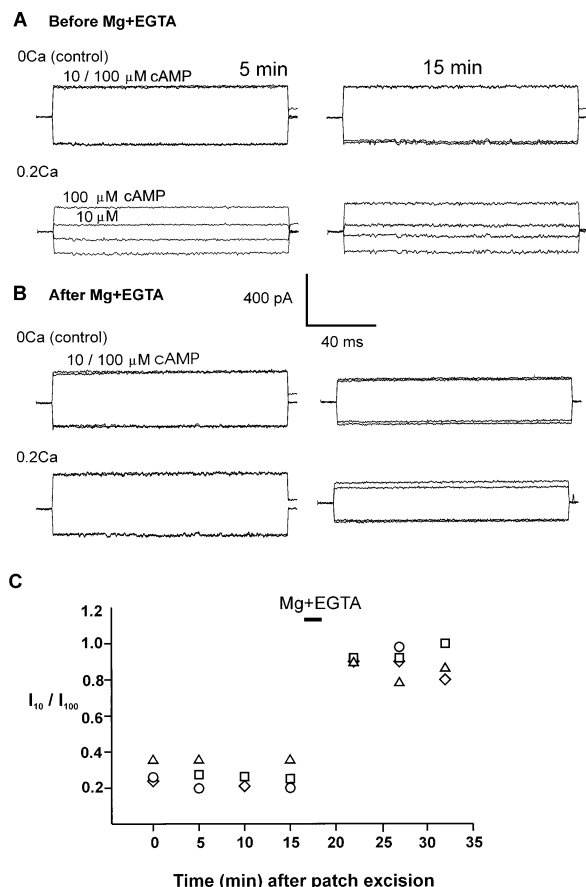 A Before Mg+EGTA
0Ca (control)
10 / 100 μM cAMP
5 min
15 min
0.2Ca
100 μM cAMP
10 μM
B After Mg+EGTA
400 pA
40 ms
0Ca (control)
10 / 100 μM cAMP
0.2Ca
C
Mg+EGTA
1.2
1.0
0.8
0.6
0.4
0.2
I₁₀ / I₁₀₀
0 5 10 15 20 25 30 35
Time (min) after patch excision